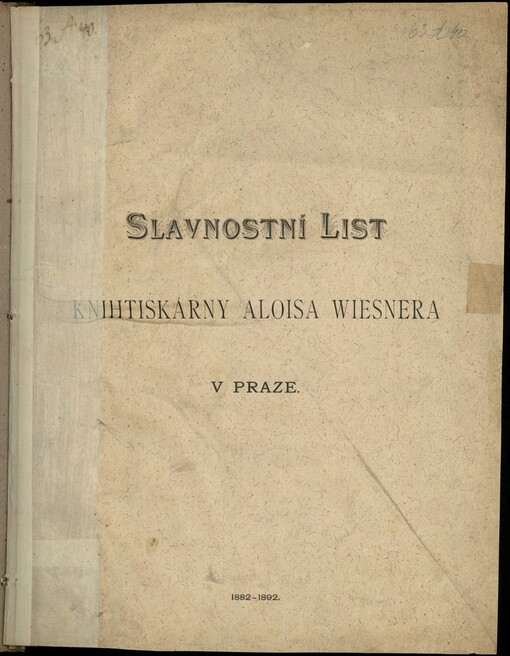 SLAVNOSTNÍ LIST
KNIHTISKÁRNY ALOISA WIESNERA
V PRAZE.
1882-1892.